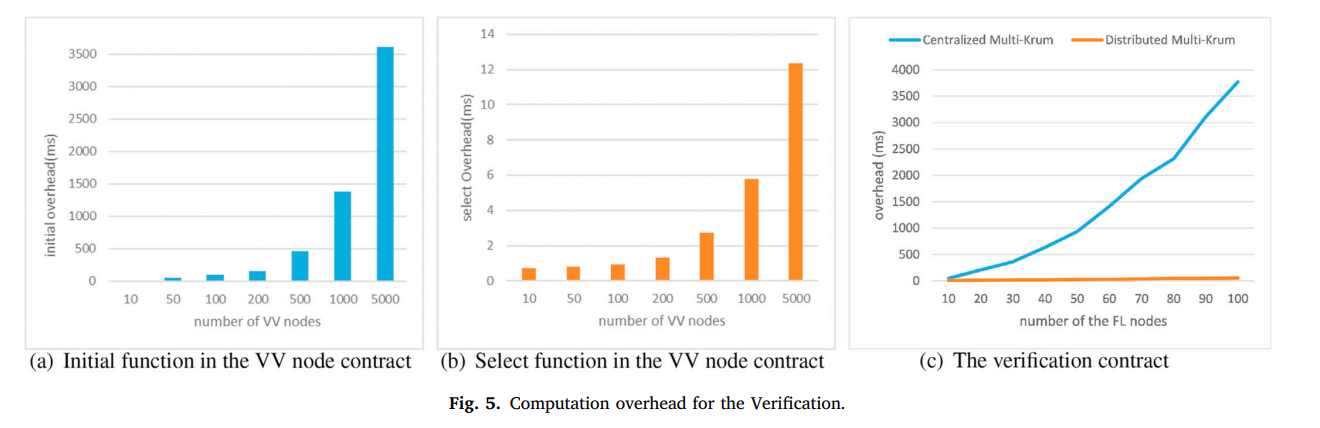 3500
3000
2500
2000
1500
1000
500
0
initial overhead(ms)
10 50 100 200 500 1000 5000
number of VV nodes
(a) Initial function in the VV node contract
14
12
10
8
6
4
2
0
select Overhead(ms)
10 50 100 200 500 1000 5000
number of VV nodes
(b) Select function in the VV node contract
Centralized Multi-Krum Distributed Multi-Krum
4000
3500
3000
2500
2000
1500
1000
500
0
overhead (ms)
10 20 30 40 50 60 70 80 90 100
number of the FL nodes
(c) The verification contract
Fig. 5. Computation overhead for the Verification.